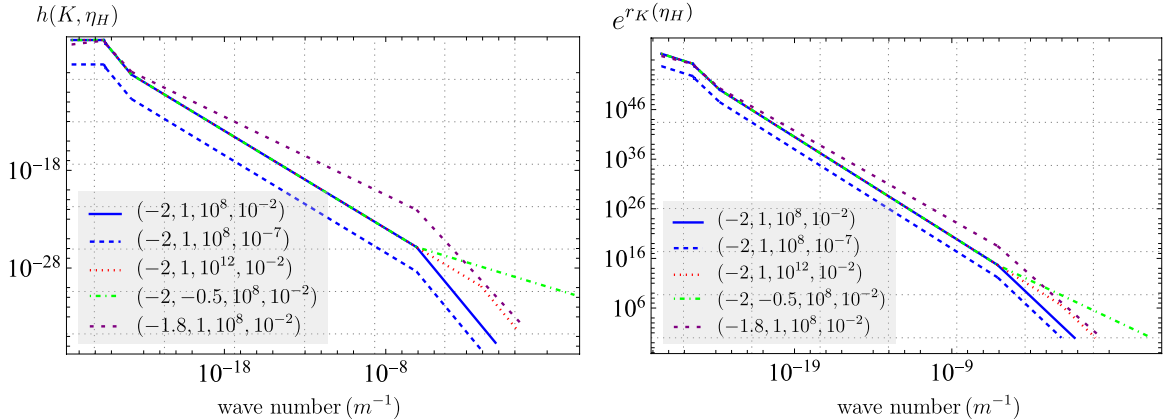 h(K, η_H)
10^−18
10^−28
(−2, 1, 10^8, 10^−2)
(−2, 1, 10^8, 10^−7)
(−2, 1, 10^12, 10^−2)
(−2, −0.5, 10^8, 10^−2)
(−1.8, 1, 10^8, 10^−2)
10^−18 10^−8
wave number (m^−1)
e^{r_K(η_H)}
10^46
10^36
10^26
10^16
10^6
(−2, 1, 10^8, 10^−2)
(−2, 1, 10^8, 10^−7)
(−2, 1, 10^12, 10^−2)
(−2, −0.5, 10^8, 10^−2)
(−1.8, 1, 10^8, 10^−2)
10^−19 10^−9
wave number (m^−1)